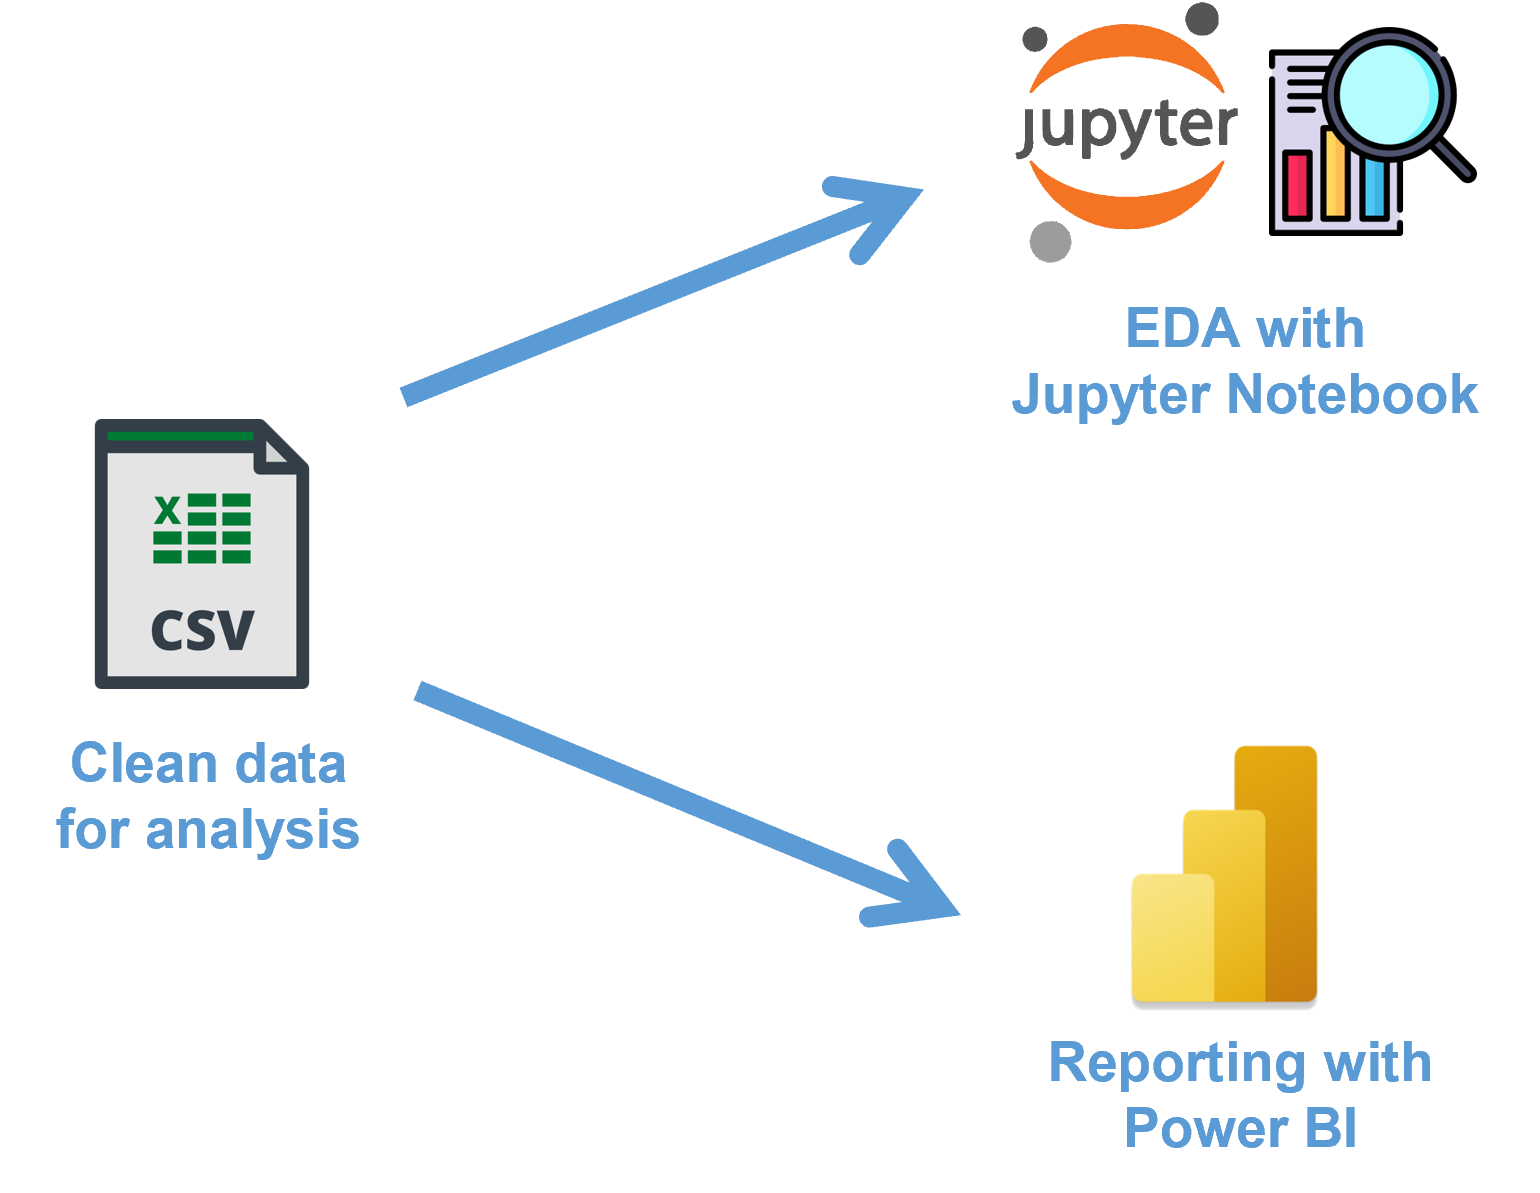 jupyter
EDA with
Jupyter Notebook
X
CSV
Clean data
for analysis
Reporting with
Power BI